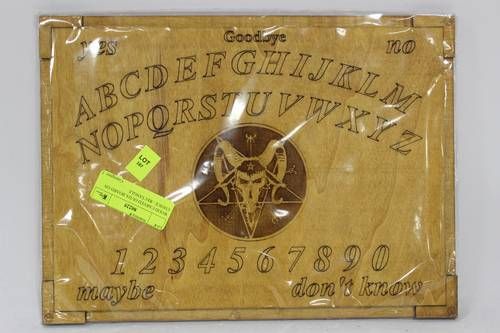 Goodbye
yes no
ABCDEFGHIJKLM
NOPQRSTUVWXYZ
LOT
1234567890
maybe don't know